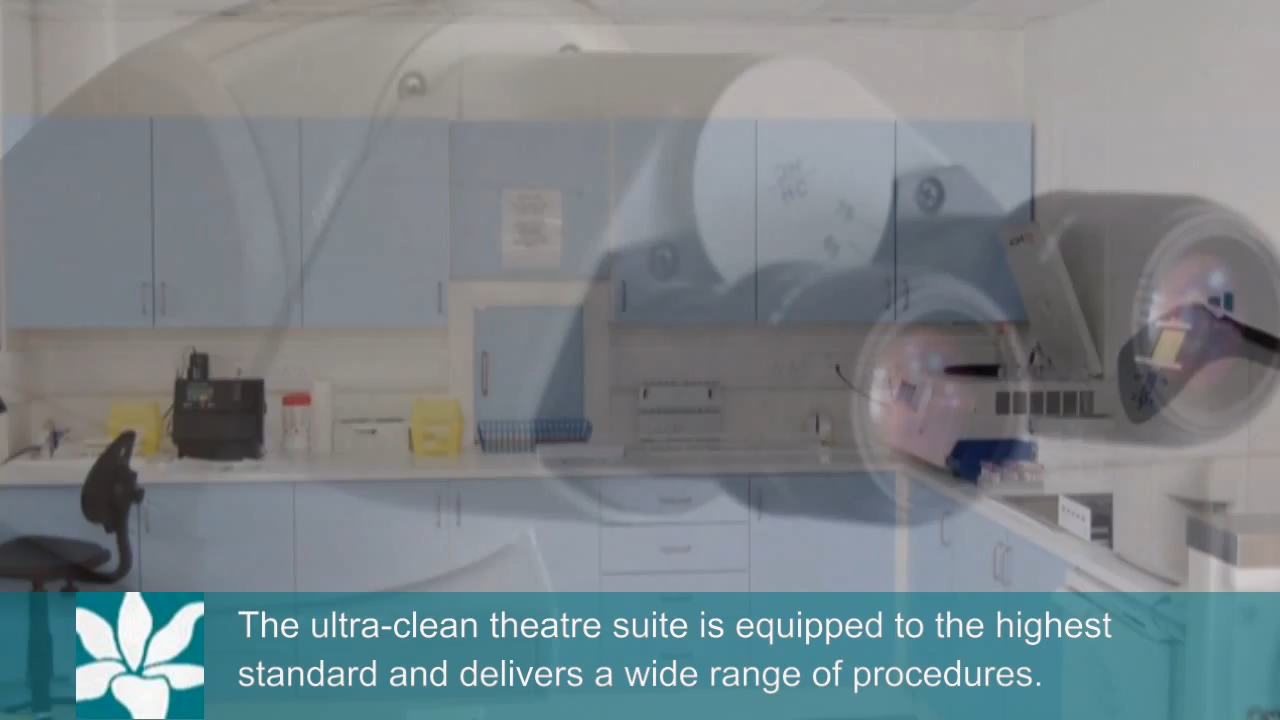 The ultra-clean theatre suite is equipped to the highest
standard and delivers a wide range of procedures.